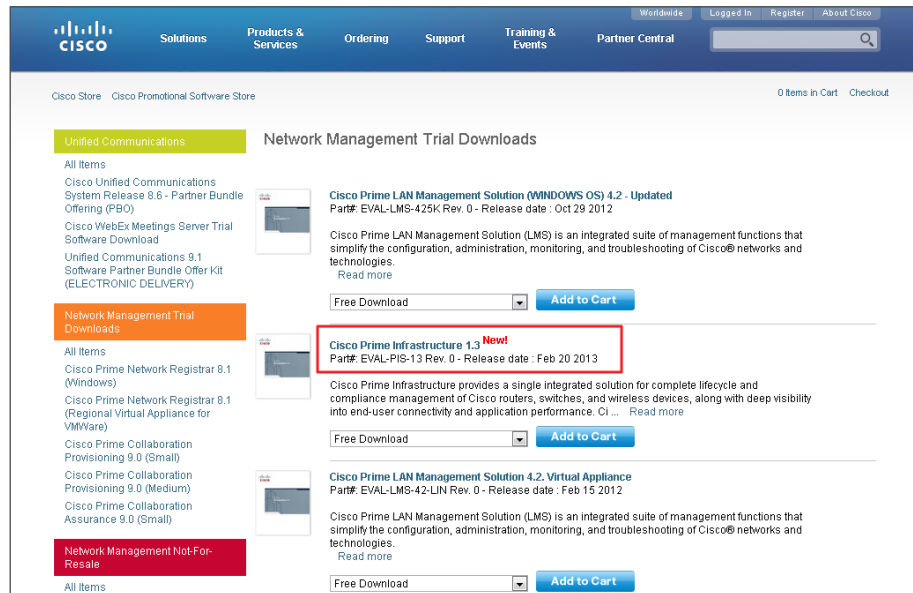 Worldwide Logged In Register About Cisco
CISCO
Solutions
Products & Services
Ordering
Support
Training & Events
Partner Central
Cisco Store Cisco Promotional Software Store
0 Items in Cart Checkout
Unified Communications
All Items
Cisco Unified Communications
System Release 8.6 - Partner Bundle
Offering (PBO)
Cisco WebEx Meetings Server Trial
Software Download
Unified Communications 9.1
Software Partner Bundle Offer Kit
(ELECTRONIC DELIVERY)
Network Management Trial
Downloads
All Items
Cisco Prime Network Registrar 8.1
(Windows)
Cisco Prime Network Registrar 8.1
(Regional Virtual Appliance for
VMWare)
Cisco Prime Collaboration
Provisioning 9.0 (Small)
Cisco Prime Collaboration
Provisioning 9.0 (Medium)
Cisco Prime Collaboration
Assurance 9.0 (Small)
Network Management Not-For-
Resale
All Items
Network Management Trial Downloads
Cisco Prime LAN Management Solution (WINDOWS OS) 4.2 - Updated
Part#: EVAL-LMS-425K Rev. 0 - Release date : Oct 29 2012
Cisco Prime LAN Management Solution (LMS) is an integrated suite of management functions that
simplify the configuration, administration, monitoring, and troubleshooting of Cisco® networks and
technologies.
Read more
Free Download Add to Cart
Cisco Prime Infrastructure 1.3 New!
Part#: EVAL-PIS-13 Rev. 0 - Release date : Feb 20 2013
Cisco Prime Infrastructure provides a single integrated solution for complete lifecycle and
compliance management of Cisco routers, switches, and wireless devices, along with deep visibility
into end-user connectivity and application performance. Ci ... Read more
Free Download Add to Cart
Cisco Prime LAN Management Solution 4.2. Virtual Appliance
Part#: EVAL-LMS-42-LIN Rev. 0 - Release date : Feb 15 2012
Cisco Prime LAN Management Solution (LMS) is an integrated suite of management functions that
simplify the configuration, administration, monitoring, and troubleshooting of Cisco® networks and
technologies.
Read more
Free Download Add to Cart